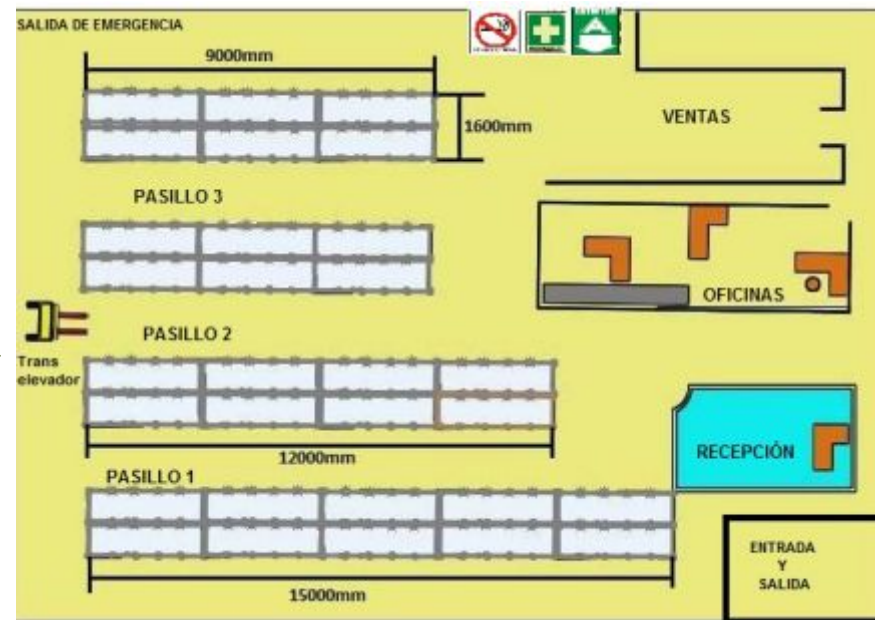 SALIDA DE EMERGENCIA
9000mm
1600mm
VENTAS
PASILLO 3
OFICINAS
PASILLO 2
Trans
elevador
12000mm
RECEPCIÓN
PASILLO 1
ENTRADA
Y
SALIDA
15000mm